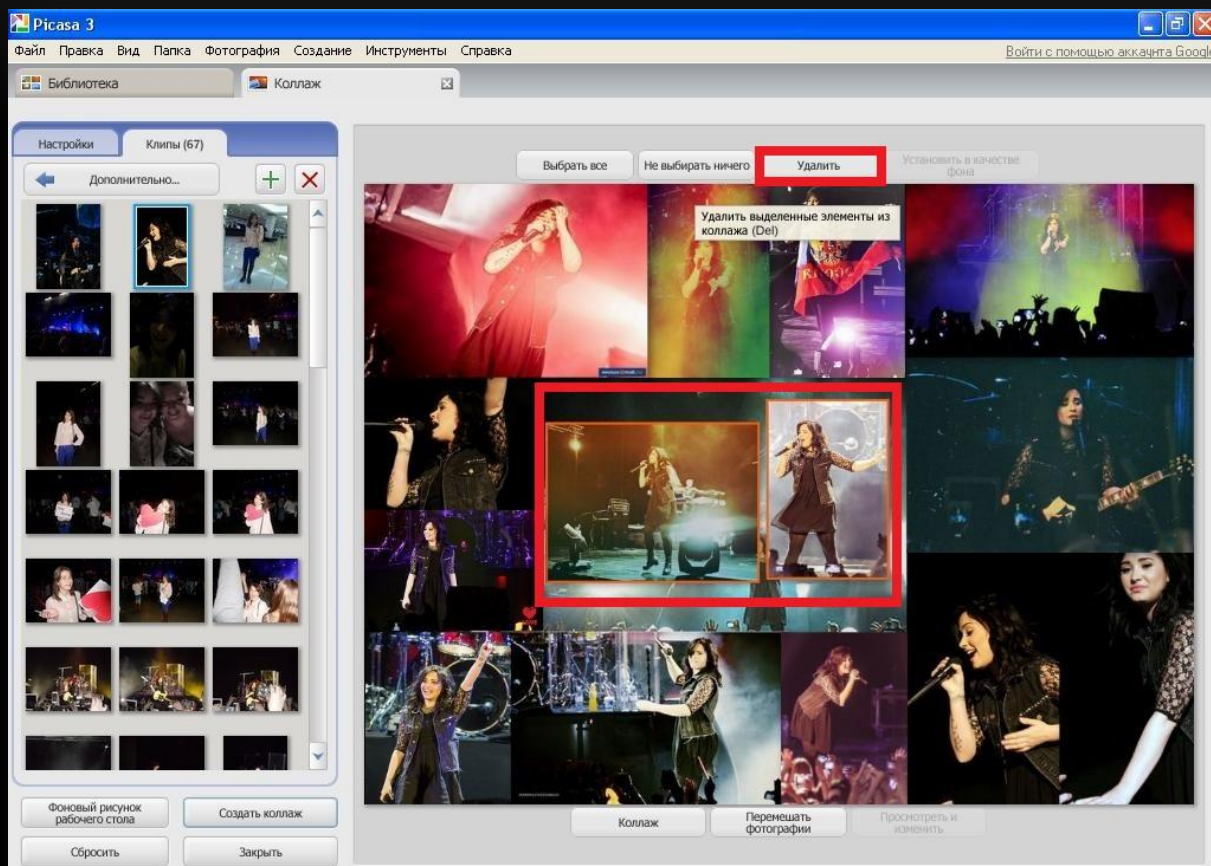 Picasa 3
Файл Правка Вид Папка Фотография Создание Инструменты Справка
Войти с помощью аккаунта Google
Библиотека
Коллаж
Настройки
Клипы (67)
Дополнительно...
Выбрать все
Не выбирать ничего
Удалить
Установить в качестве
фона
Удалить выделенные элементы из
коллажа (Del)
Фоновый рисунок
рабочего стола
Создать коллаж
Сбросить
Закрыть
Коллаж
Перемешать
фотографии
Просмотреть и
изменить